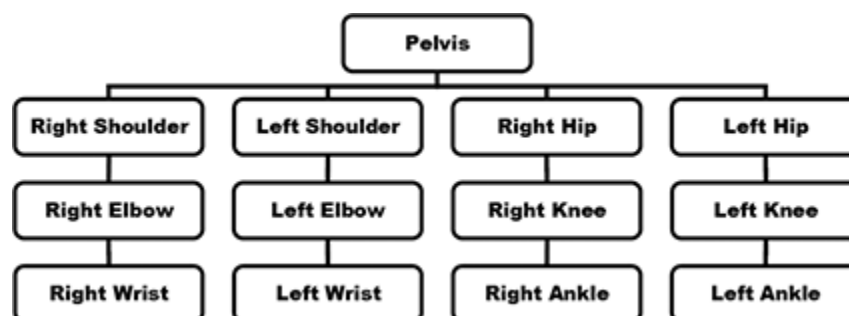 Pelvis
Right Shoulder
Left Shoulder
Right Hip
Left Hip
Right Elbow
Left Elbow
Right Knee
Left Knee
Right Wrist
Left Wrist
Right Ankle
Left Ankle